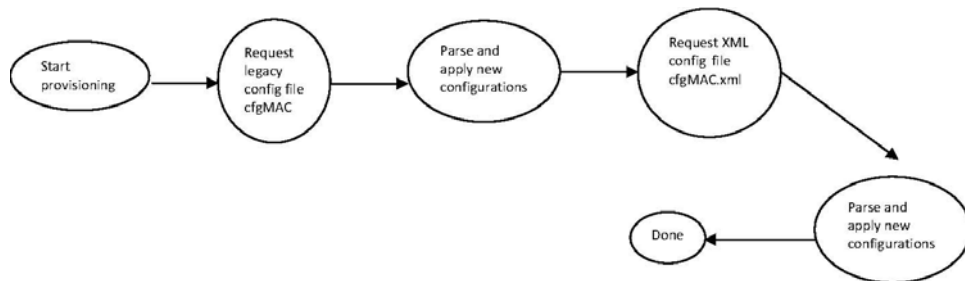 Start
provisioning
Request
legacy
config file
cfgMAC
Parse and
apply new
configurations
Request XML
config file
cfgMAC.xml
Parse and
apply new
configurations
Done